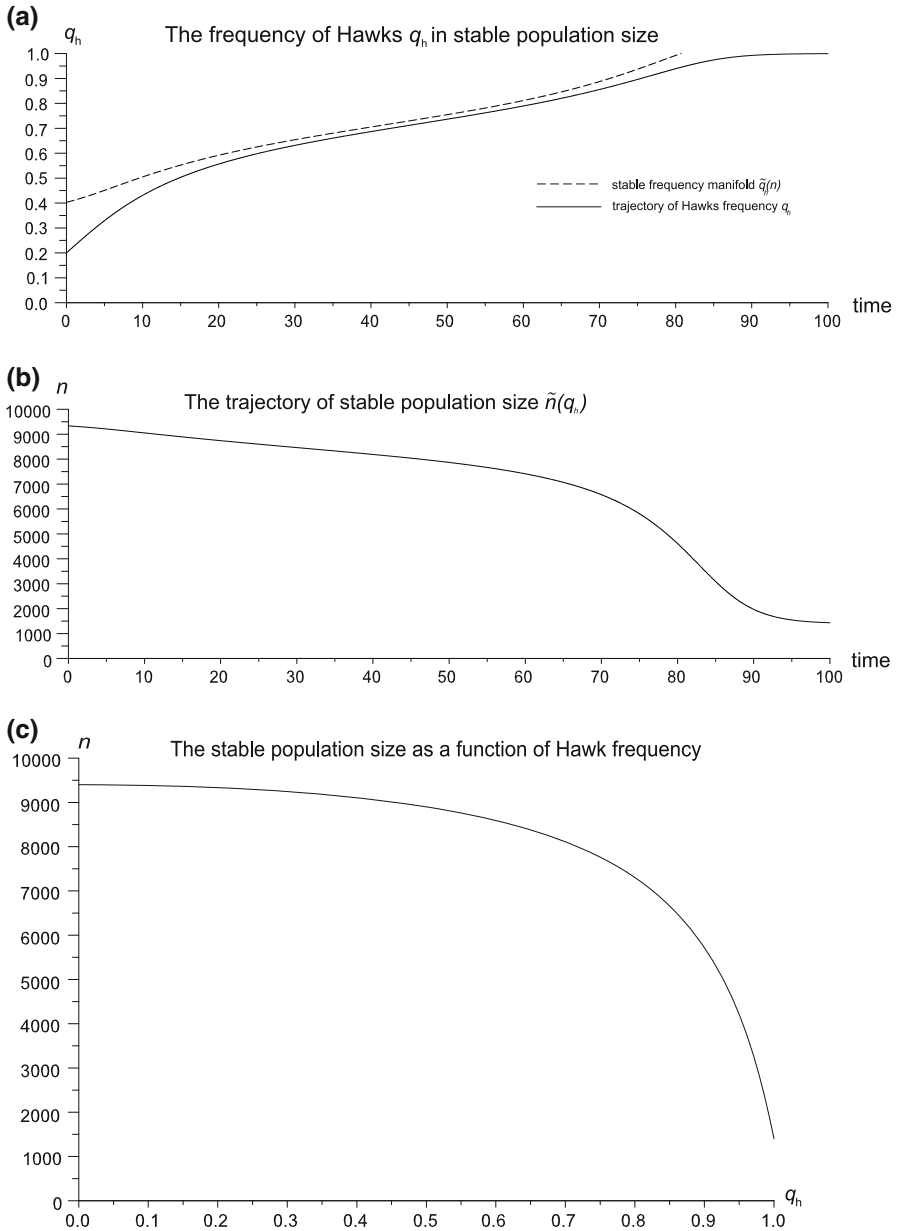 (a)
qh
The frequency of Hawks qh in stable population size
1.0
0.9
0.8
0.7
0.6
0.5
0.4
0.3
0.2
0.1
0.0
stable frequency manifold q̃h(n)
trajectory of Hawks frequency qh
0 10 20 30 40 50 60 70 80 90 100
time
(b)
n
The trajectory of stable population size ñ(qh)
10000
9000
8000
7000
6000
5000
4000
3000
2000
1000
0
0 10 20 30 40 50 60 70 80 90 100
time
(c)
n
The stable population size as a function of Hawk frequency
10000
9000
8000
7000
6000
5000
4000
3000
2000
1000
0
0.0 0.1 0.2 0.3 0.4 0.5 0.6 0.7 0.8 0.9 1.0
qh